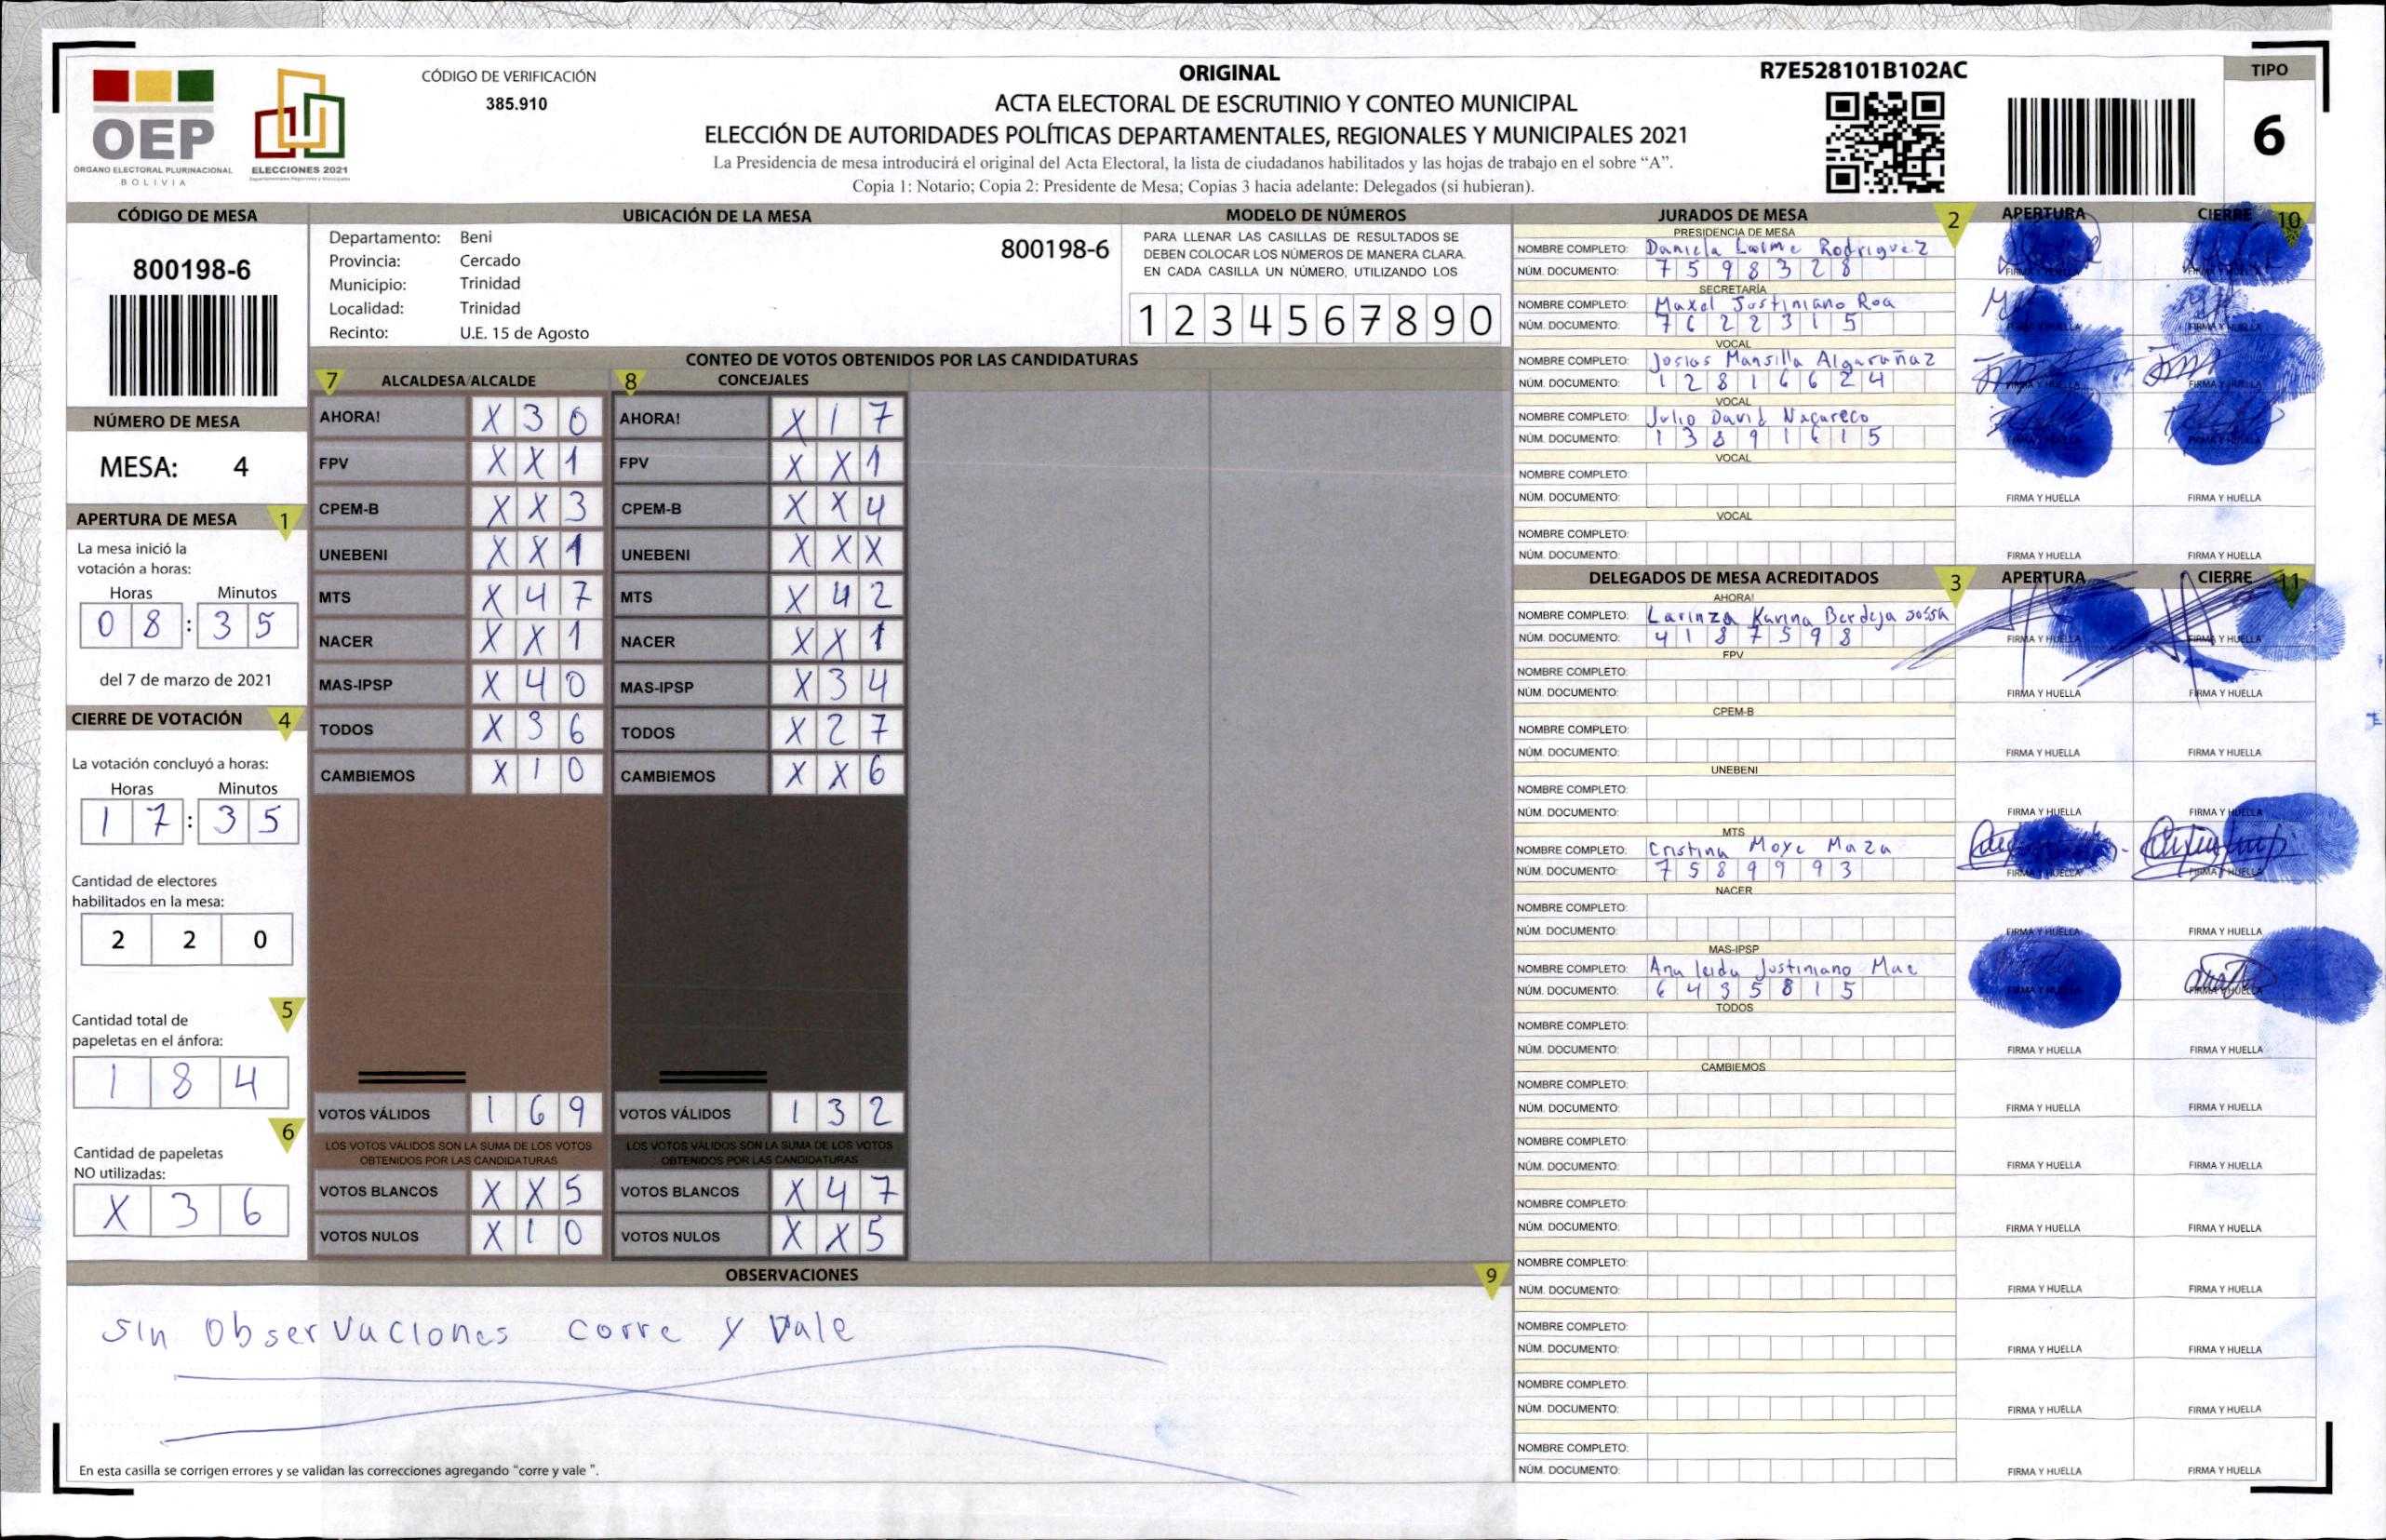 OEP
ÓRGANO ELECTORAL PLURINACIONAL
BOLIVIA
ELECCIONES 2021
CÓDIGO DE VERIFICACIÓN
385.910
ORIGINAL
ACTA ELECTORAL DE ESCRUTINIO Y CONTEO MUNICIPAL
ELECCIÓN DE AUTORIDADES POLÍTICAS DEPARTAMENTALES, REGIONALES Y MUNICIPALES 2021
La Presidencia de mesa introducirá el original del Acta Electoral, la lista de ciudadanos habilitados y las hojas de trabajo en el sobre “A”.
Copia 1: Notario; Copia 2: Presidente de Mesa; Copias 3 hacia adelante: Delegados (si hubieran).
R7E528101B102AC
TIPO
6
CÓDIGO DE MESA
800198-6
NÚMERO DE MESA
MESA: 4
APERTURA DE MESA 1
La mesa inició la
votación a horas:
Horas Minutos
0 8 : 3 5
del 7 de marzo de 2021
CIERRE DE VOTACIÓN 4
La votación concluyó a horas:
Horas Minutos
1 7 : 3 5
Cantidad de electores
habilitados en la mesa:
2 2 0
5
Cantidad total de
papeletas en el ánfora:
1 8 4
6
Cantidad de papeletas
NO utilizadas:
X 3 6
UBICACIÓN DE LA MESA
Departamento: Beni
Provincia: Cercado
Municipio: Trinidad
Localidad: Trinidad
Recinto: U.E. 15 de Agosto
800198-6
MODELO DE NÚMEROS
PARA LLENAR LAS CASILLAS DE RESULTADOS SE
DEBEN COLOCAR LOS NÚMEROS DE MANERA CLARA.
EN CADA CASILLA UN NÚMERO, UTILIZANDO LOS
1 2 3 4 5 6 7 8 9 0
CONTEO DE VOTOS OBTENIDOS POR LAS CANDIDATURAS
7 ALCALDESA/ALCALDE
AHORA! X 3 0
FPV X X 1
CPEM-B X X 3
UNEBENI X X 1
MTS X 4 7
NACER X X 1
MAS-IPSP X 4 0
TODOS X 3 6
CAMBIEMOS X 1 0
VOTOS VÁLIDOS 1 6 9
LOS VOTOS VÁLIDOS SON LA SUMA DE LOS VOTOS
OBTENIDOS POR LAS CANDIDATURAS
VOTOS BLANCOS X X 5
VOTOS NULOS X 1 0
8 CONCEJALES
AHORA! X 1 7
FPV X X 1
CPEM-B X X 4
UNEBENI X X X
MTS X 4 2
NACER X X 1
MAS-IPSP X 3 4
TODOS X 2 7
CAMBIEMOS X X 6
VOTOS VÁLIDOS 1 3 2
LOS VOTOS VÁLIDOS SON LA SUMA DE LOS VOTOS
OBTENIDOS POR LAS CANDIDATURAS
VOTOS BLANCOS X 4 7
VOTOS NULOS X X 5
OBSERVACIONES 9
sin Observaciones corre y Vale
En esta casilla se corrigen errores y se validan las correcciones agregando “corre y vale ”.
JURADOS DE MESA 2 APERTURA CIERRE 10
PRESIDENCIA DE MESA
NOMBRE COMPLETO: Daniela Rodriguez
NÚM. DOCUMENTO: 7 5 9 8 3 2 8
FIRMA Y HUELLA FIRMA Y HUELLA
SECRETARÍA
NOMBRE COMPLETO: Justiniano Roa
NÚM. DOCUMENTO: 7 6 2 2 3 1 5
FIRMA Y HUELLA FIRMA Y HUELLA
VOCAL
NOMBRE COMPLETO: Josias Mansilla Algarañaz
NÚM. DOCUMENTO: 1 2 8 1 6 6 2 4
FIRMA Y HUELLA FIRMA Y HUELLA
VOCAL
NOMBRE COMPLETO: Julio David
NÚM. DOCUMENTO: 1 3 8 9 1 6 1 5
FIRMA Y HUELLA FIRMA Y HUELLA
VOCAL
NOMBRE COMPLETO:
NÚM. DOCUMENTO:
FIRMA Y HUELLA FIRMA Y HUELLA
VOCAL
NOMBRE COMPLETO:
NÚM. DOCUMENTO:
FIRMA Y HUELLA FIRMA Y HUELLA
DELEGADOS DE MESA ACREDITADOS 3 APERTURA CIERRE 11
AHORA!
NOMBRE COMPLETO: Larinza Karina Berdeja Sossa
NÚM. DOCUMENTO: 4 1 8 7 5 9 8
FIRMA Y HUELLA FIRMA Y HUELLA
FPV
NOMBRE COMPLETO:
NÚM. DOCUMENTO:
FIRMA Y HUELLA FIRMA Y HUELLA
CPEM-B
NOMBRE COMPLETO:
NÚM. DOCUMENTO:
FIRMA Y HUELLA FIRMA Y HUELLA
UNEBENI
NOMBRE COMPLETO:
NÚM. DOCUMENTO:
FIRMA Y HUELLA FIRMA Y HUELLA
MTS
NOMBRE COMPLETO: Cristina Moye Maza
NÚM. DOCUMENTO: 7 5 8 9 9 9 3
FIRMA Y HUELLA FIRMA Y HUELLA
NACER
NOMBRE COMPLETO:
NÚM. DOCUMENTO:
FIRMA Y HUELLA FIRMA Y HUELLA
MAS-IPSP
NOMBRE COMPLETO: Ana leidy Justiniano
NÚM. DOCUMENTO: 6 4 3 5 8 1 5
FIRMA Y HUELLA FIRMA Y HUELLA
TODOS
NOMBRE COMPLETO:
NÚM. DOCUMENTO:
FIRMA Y HUELLA FIRMA Y HUELLA
CAMBIEMOS
NOMBRE COMPLETO:
NÚM. DOCUMENTO:
FIRMA Y HUELLA FIRMA Y HUELLA
NOMBRE COMPLETO:
NÚM. DOCUMENTO:
FIRMA Y HUELLA FIRMA Y HUELLA
NOMBRE COMPLETO:
NÚM. DOCUMENTO:
FIRMA Y HUELLA FIRMA Y HUELLA
NOMBRE COMPLETO:
NÚM. DOCUMENTO:
FIRMA Y HUELLA FIRMA Y HUELLA
NOMBRE COMPLETO:
NÚM. DOCUMENTO:
FIRMA Y HUELLA FIRMA Y HUELLA
NOMBRE COMPLETO:
NÚM. DOCUMENTO:
FIRMA Y HUELLA FIRMA Y HUELLA
NOMBRE COMPLETO:
NÚM. DOCUMENTO:
FIRMA Y HUELLA FIRMA Y HUELLA